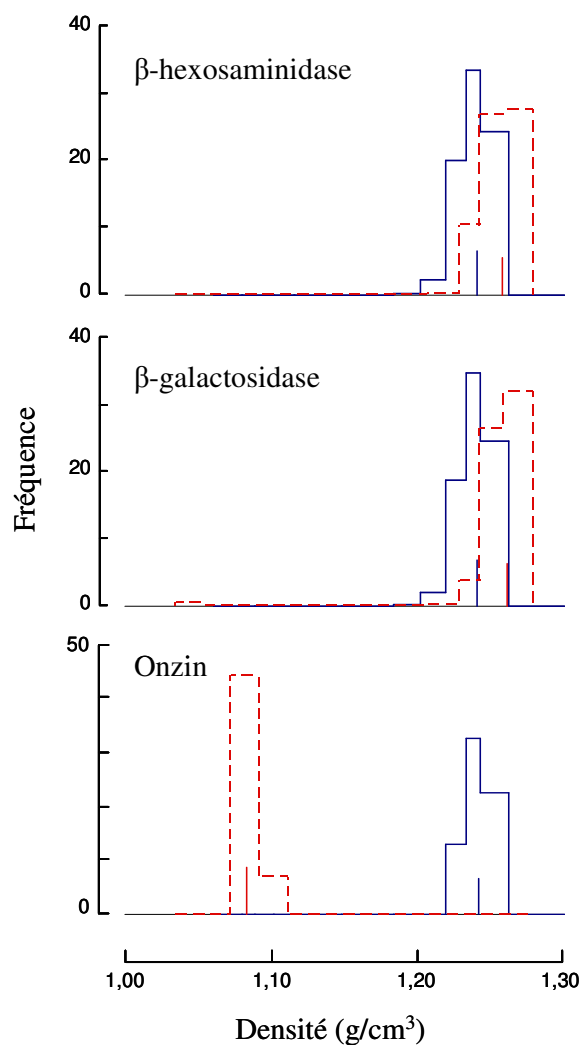 40
β-hexosaminidase
20
0
40
β-galactosidase
20
0
Fréquence
50
Onzin
0
1,00 1,10 1,20 1,30
Densité (g/cm³)